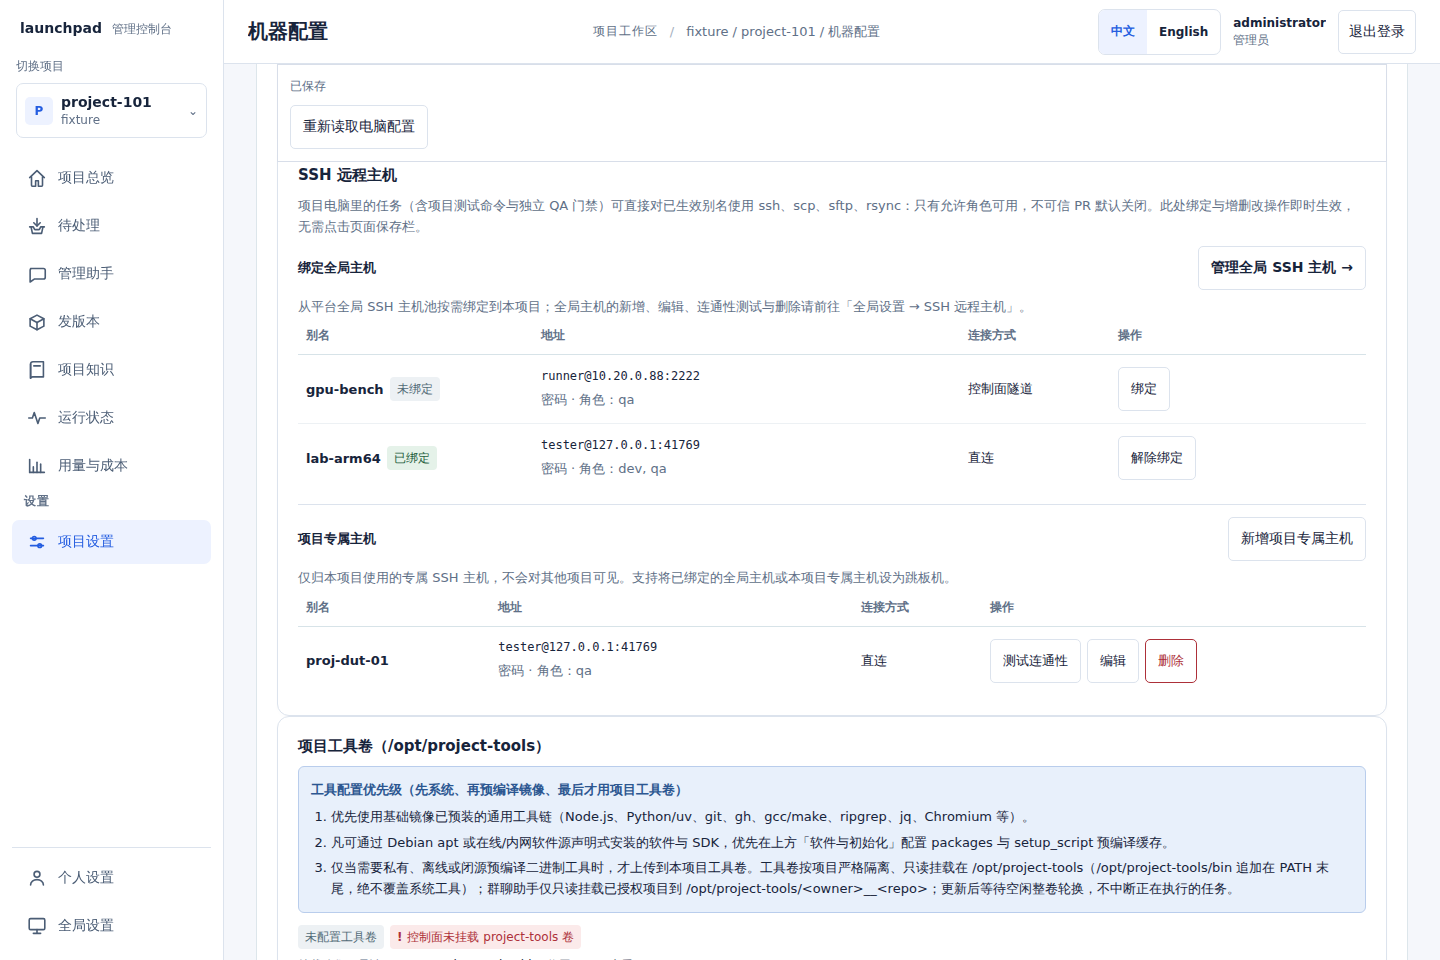 launchpad 管理控制台
切换项目
P project-101
fixture
项目总览
待处理
管理助手
发版本
项目知识
运行状态
用量与成本
设置
项目设置
个人设置
全局设置
机器配置
项目工作区 / fixture / project-101 / 机器配置
中文 English
administrator
管理员
退出登录
已保存
重新读取电脑配置
SSH 远程主机
项目电脑里的任务（含项目测试命令与独立 QA 门禁）可直接对已生效别名使用 ssh、scp、sftp、rsync：只有允许角色可用，不可信 PR 默认关闭。此处绑定与增删改操作即时生效，
无需点击页面保存栏。
绑定全局主机
管理全局 SSH 主机 →
从平台全局 SSH 主机池按需绑定到本项目；全局主机的新增、编辑、连通性测试与删除请前往「全局设置 → SSH 远程主机」。
别名 地址 连接方式 操作
gpu-bench 未绑定 runner@10.20.0.88:2222 控制面隧道 绑定
密码 · 角色：qa
lab-arm64 已绑定 tester@127.0.0.1:41769 直连 解除绑定
密码 · 角色：dev, qa
项目专属主机
新增项目专属主机
仅归本项目使用的专属 SSH 主机，不会对其他项目可见。支持将已绑定的全局主机或本项目专属主机设为跳板机。
别名 地址 连接方式 操作
proj-dut-01 tester@127.0.0.1:41769 直连 测试连通性 编辑 删除
密码 · 角色：qa
项目工具卷（/opt/project-tools）
工具配置优先级（先系统、再预编译镜像、最后才用项目工具卷）
1. 优先使用基础镜像已预装的通用工具链（Node.js、Python/uv、git、gh、gcc/make、ripgrep、jq、Chromium 等）。
2. 凡可通过 Debian apt 或在线/内网软件源声明式安装的软件与 SDK，优先在上方「软件与初始化」配置 packages 与 setup_script 预编译缓存。
3. 仅当需要私有、离线或闭源预编译二进制工具时，才上传到本项目工具卷。工具卷按项目严格隔离、只读挂载在 /opt/project-tools（/opt/project-tools/bin 追加在 PATH 末
尾，绝不覆盖系统工具）；群聊助手仅只读挂载已授权项目到 /opt/project-tools/<owner>__<repo>；更新后等待空闲整卷轮换，不中断正在执行的任务。
未配置工具卷 ! 控制面未挂载 project-tools 卷